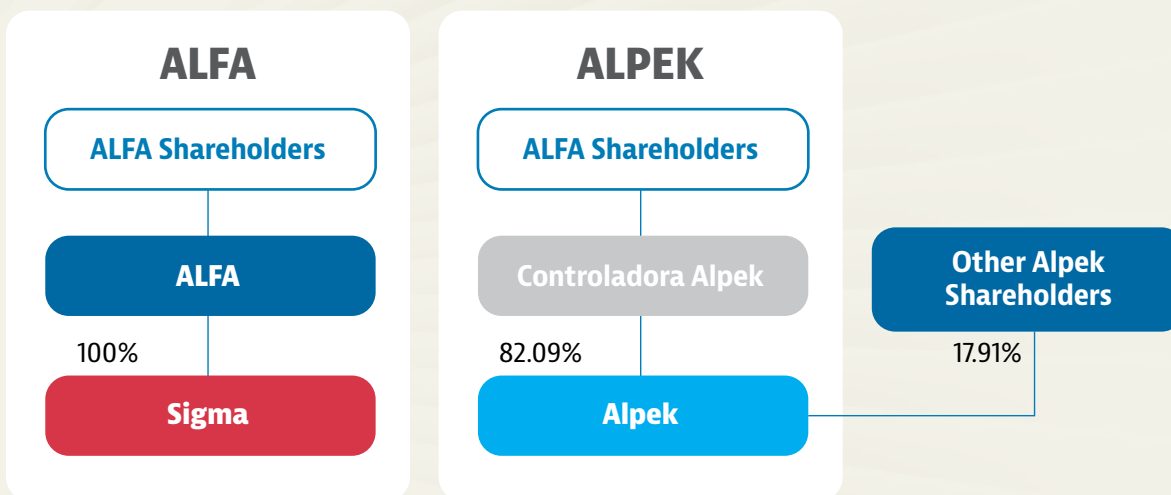 ALFA
ALFA Shareholders
ALFA
100%
Sigma
ALPEK
ALFA Shareholders
Controladora Alpek
82.09%
Alpek
Other Alpek
Shareholders
17.91%